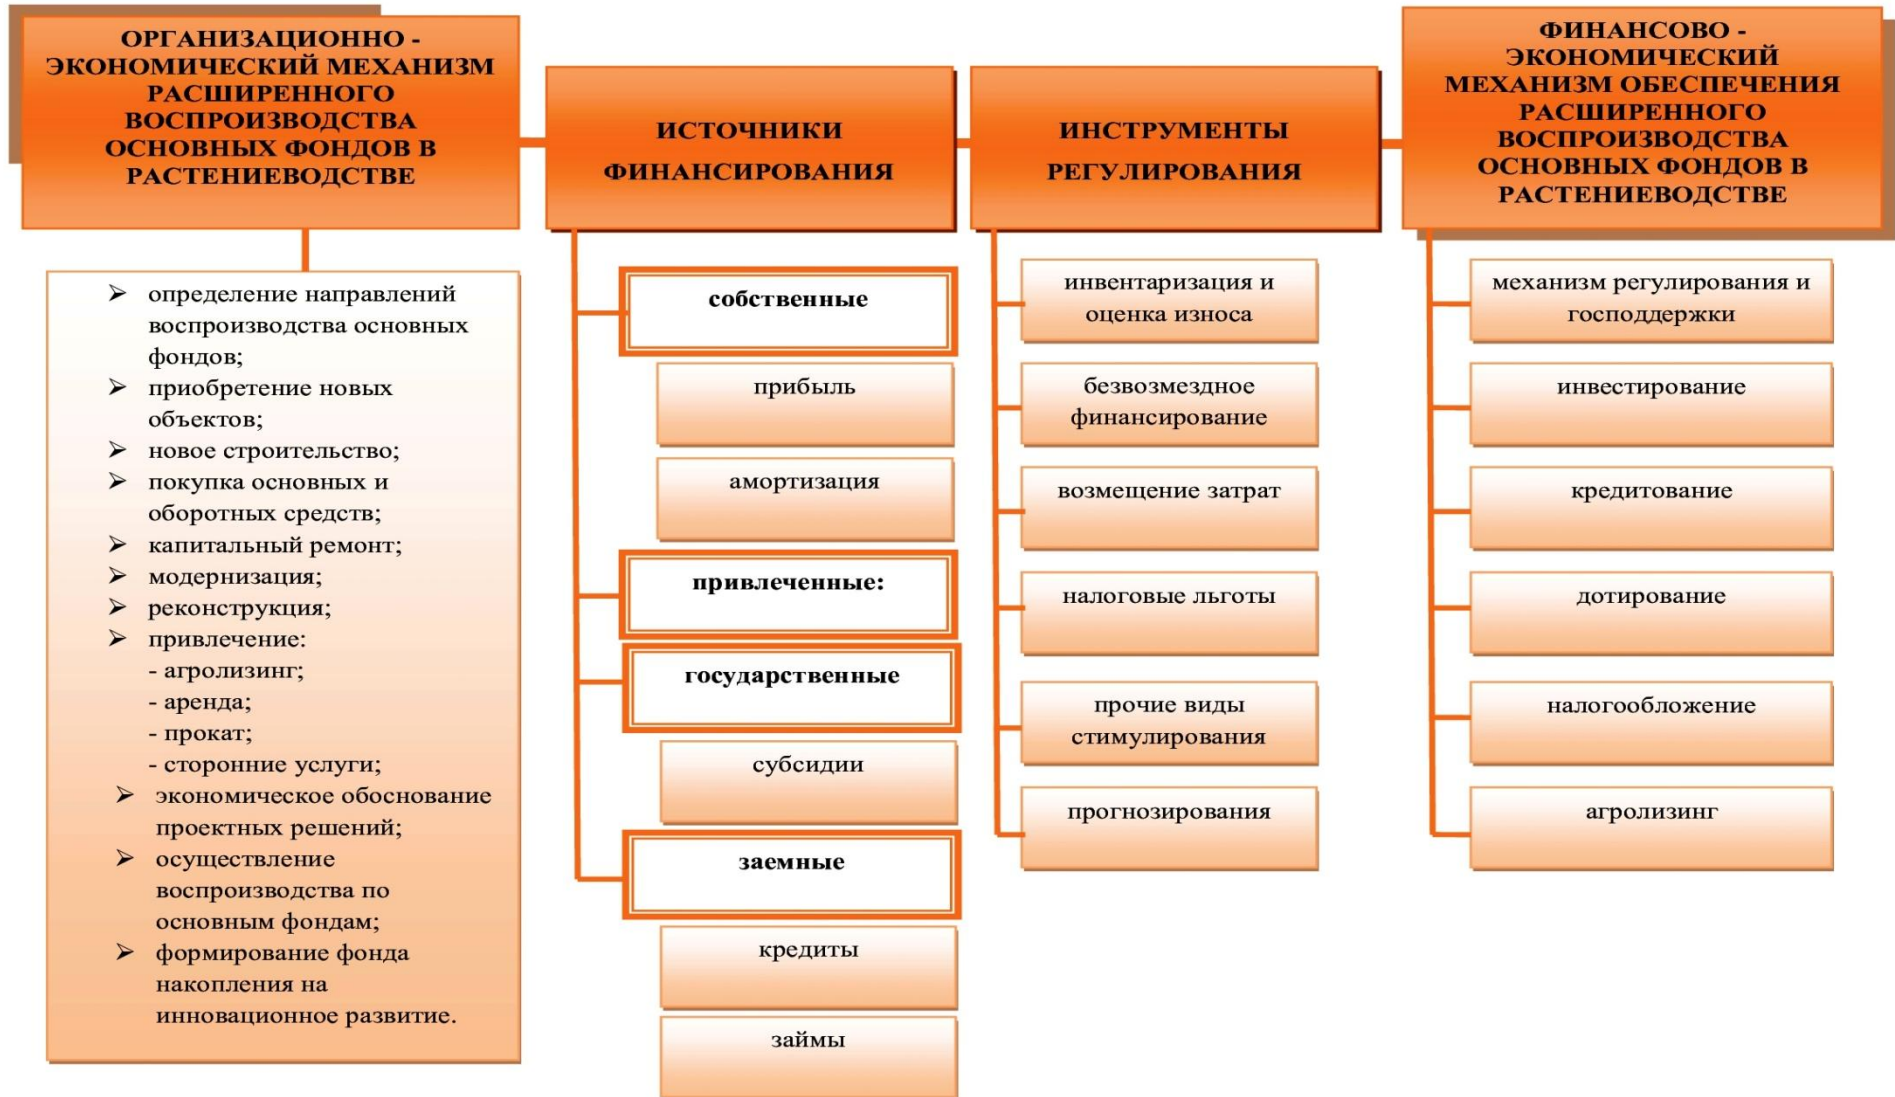 ОРГАНИЗАЦИОННО -
ЭКОНОМИЧЕСКИЙ МЕХАНИЗМ
РАСШИРЕННОГО
ВОСПРОИЗВОДСТВА
ОСНОВНЫХ ФОНДОВ В
РАСТЕНИЕВОДСТВЕ
➢ определение направлений
воспроизводства основных
фондов;
➢ приобретение новых
объектов;
➢ новое строительство;
➢ покупка основных и
оборотных средств;
➢ капитальный ремонт;
➢ модернизация;
➢ реконструкция;
➢ привлечение:
- агролизинг;
- аренда;
- прокат;
- сторонние услуги;
➢ экономическое обоснование
проектных решений;
➢ осуществление
воспроизводства по
основным фондам;
➢ формирование фонда
накопления на
инновационное развитие.
ИСТОЧНИКИ
ФИНАНСИРОВАНИЯ
собственные
прибыль
амортизация
привлеченные:
государственные
субсидии
заемные
кредиты
займы
ИНСТРУМЕНТЫ
РЕГУЛИРОВАНИЯ
инвентаризация и
оценка износа
безвозмездное
финансирование
возмещение затрат
налоговые льготы
прочие виды
стимулирования
прогнозирования
ФИНАНСОВО -
ЭКОНОМИЧЕСКИЙ
МЕХАНИЗМ ОБЕСПЕЧЕНИЯ
РАСШИРЕННОГО
ВОСПРОИЗВОДСТВА
ОСНОВНЫХ ФОНДОВ В
РАСТЕНИЕВОДСТВЕ
механизм регулирования и
господдержки
инвестирование
кредитование
дотирование
налогообложение
агролизинг